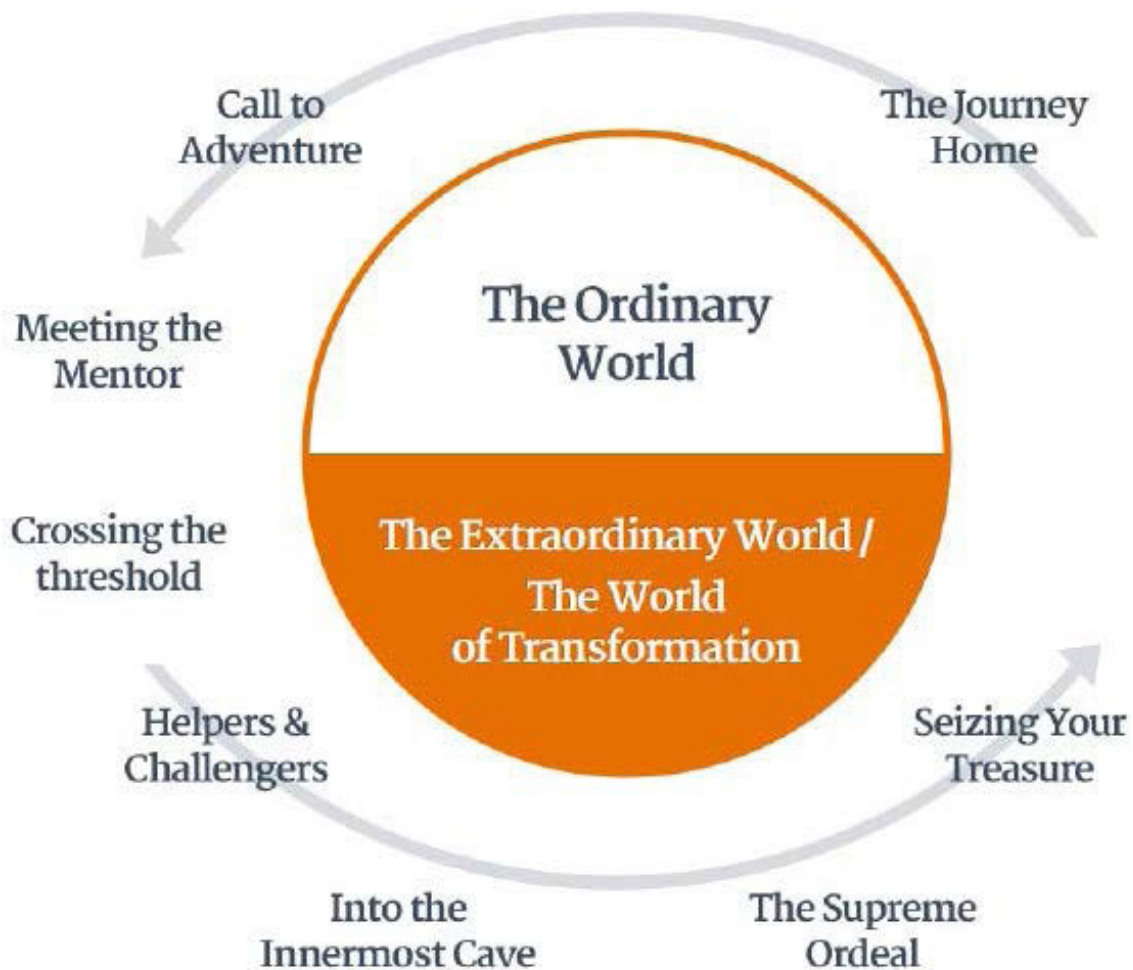 Call to
Adventure
The Journey
Home
The Ordinary
World
Meeting the
Mentor
Crossing the
threshold
The Extraordinary World /
The World
of Transformation
Helpers &
Challengers
Seizing Your
Treasure
Into the
Innermost Cave
The Supreme
Ordeal